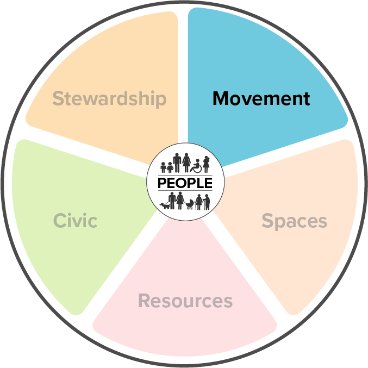 Stewardship
Movement
PEOPLE
Civic
Spaces
Resources